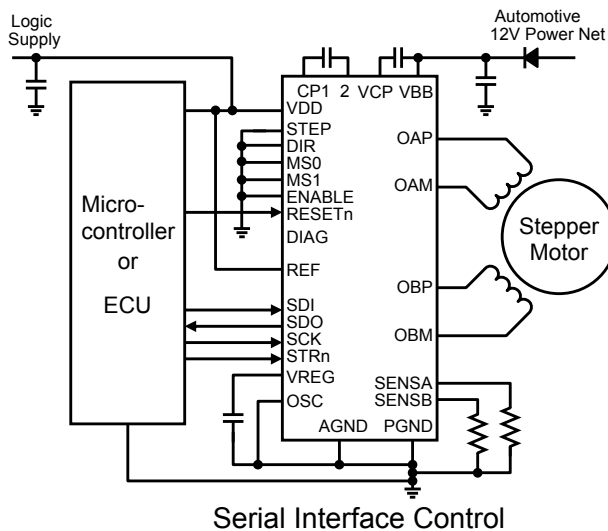 Logic
Supply
Automotive
12V Power Net
CP1 2 VCP VBB
VDD
STEP
DIR
MS0
MS1
ENABLE
RESETn
DIAG
REF
SDI
SDO
SCK
STRn
VREG
OSC
AGND PGND
OAP
OAM
OBP
OBM
SENSA
SENSB
Micro-
controller
or
ECU
Stepper
Motor
Serial Interface Control